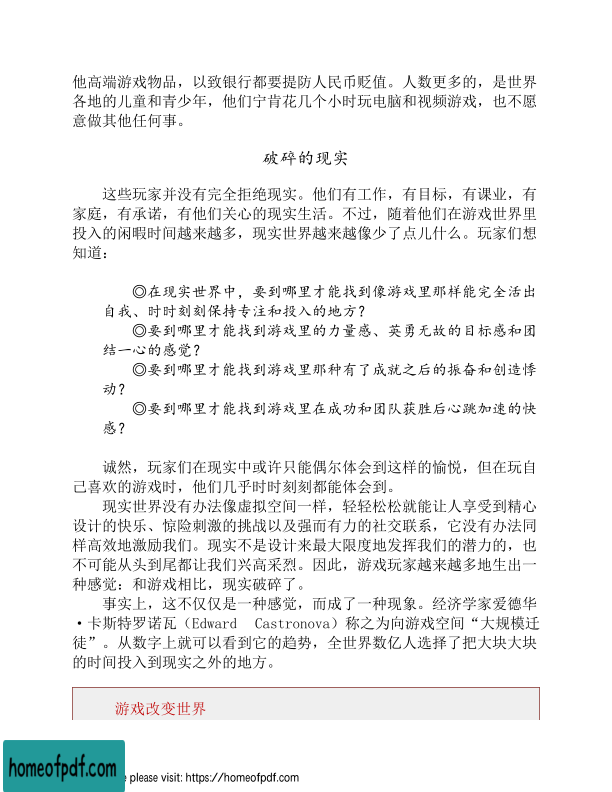 他高端游戏物品，以致银行都要提防人民币贬值。人数更多的，是世界
各地的儿童和青少年，他们宁肯花几个小时玩电脑和视频游戏，也不愿
意做其他任何事。
破碎的现实
这些玩家并没有完全拒绝现实。他们有工作，有目标，有课业，有
家庭，有承诺，有他们关心的现实生活。不过，随着他们在游戏世界里
投入的闲暇时间越来越多，现实世界越来越像少了点儿什么。玩家们想
知道：
◎在现实世界中，要到哪里才能找到像游戏里那样能完全活出
自我、时时刻刻保持专注和投入的地方？
◎要到哪里才能找到游戏里的力量感、英勇无故的目标感和团
结一心的感觉？
◎要到哪里才能找到游戏里那种有了成就之后的振奋和创造悸
动？
◎要到哪里才能找到游戏里在成功和团队获胜后心跳加速的快
感？
诚然，玩家们在现实中或许只能偶尔体会到这样的愉悦，但在玩自
己喜欢的游戏时，他们几乎时时刻刻都能体会到。
现实世界没有办法像虚拟空间一样，轻轻松松就能让人享受到精心
设计的快乐、惊险刺激的挑战以及强而有力的社交联系，它没有办法同
样高效地激励我们。现实不是设计来最大限度地发挥我们的潜力的，也
不可能从头到尾都让我们兴高采烈。因此，游戏玩家越来越多地生出一
种感觉：和游戏相比，现实破碎了。
事实上，这不仅仅是一种感觉，而成了一种现象。经济学家爱德华
·卡斯特罗诺瓦（Edward Castronova）称之为向游戏空间“大规模迁
徒”。从数字上就可以看到它的趋势，全世界数亿人选择了把大块大块
的时间投入到现实之外的地方。
游戏改变世界
homeofpdf.com
e please visit: https://homeofpdf.com